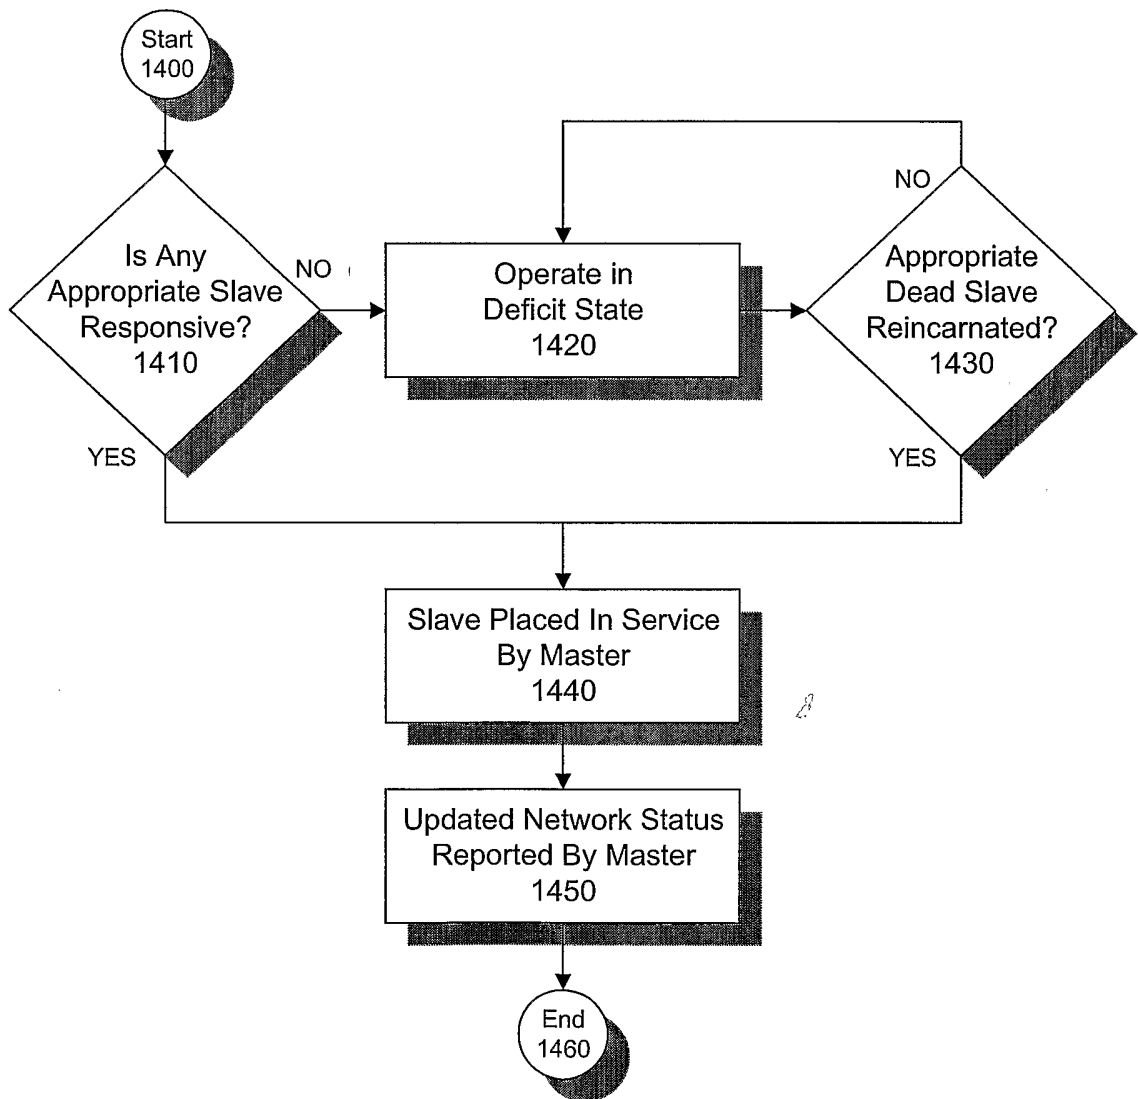 Start
1400
Is Any
Appropriate Slave
Responsive?
1410
NO
YES
Operate in
Deficit State
1420
Appropriate
Dead Slave
Reincarnated?
1430
NO
YES
Slave Placed In Service
By Master
1440
Updated Network Status
Reported By Master
1450
End
1460